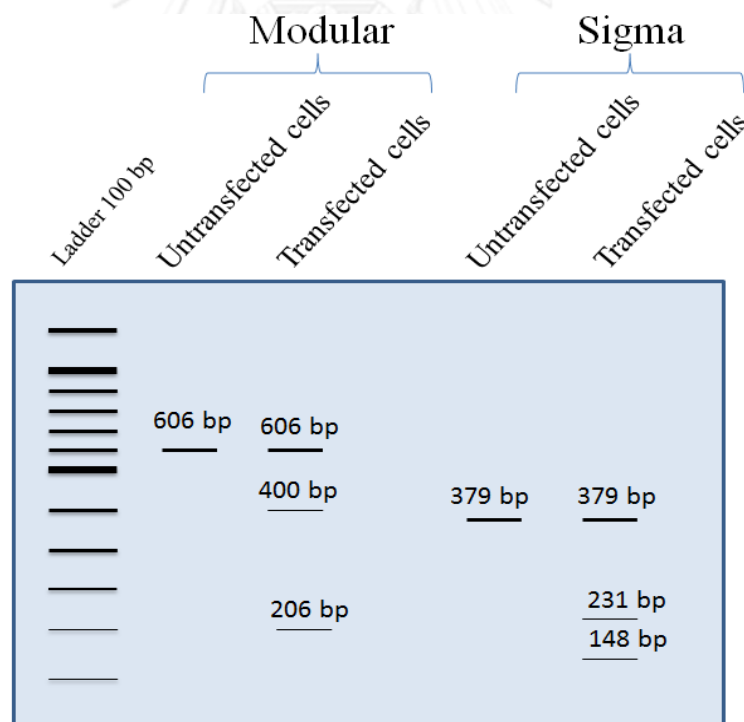 Modular
Sigma
Ladder 100 bp
Untransfected cells
Transfected cells
Untransfected cells
Transfected cells
606 bp
606 bp
400 bp
379 bp
379 bp
206 bp
231 bp
148 bp